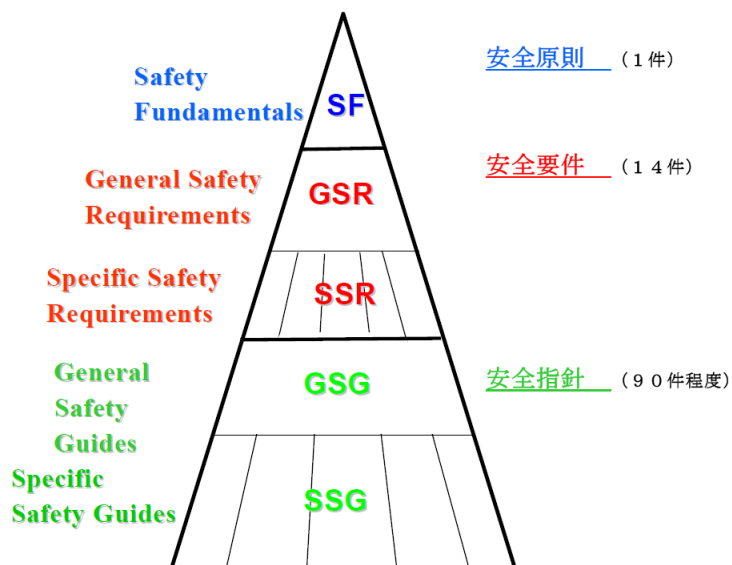 Safety
Fundamentals
SF
安全原則 （１件）
General Safety
Requirements
GSR
安全要件 （１４件）
Specific Safety
Requirements
SSR
General
Safety
Guides
GSG
安全指針 （９０件程度）
Specific
Safety Guides
SSG